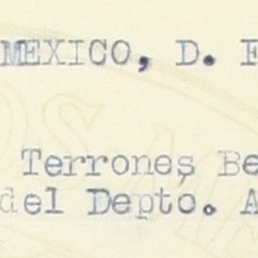 MEXICO, D. F
Terrones Be
del Depto. A